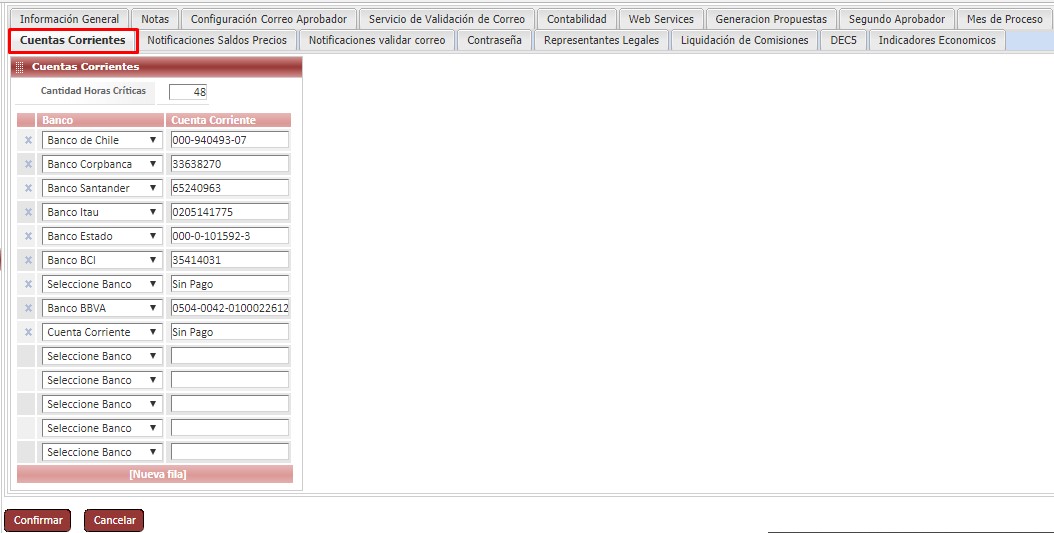 Información General Notas Configuración Correo Aprobador Servicio de Validación de Correo Contabilidad Web Services Generacion Propuestas Segundo Aprobador Mes de Proceso
Cuentas Corrientes Notificaciones Saldos Precios Notificaciones validar correo Contraseña Representantes Legales Liquidación de Comisiones DEC5 Indicadores Economicos
Cuentas Corrientes
Cantidad Horas Críticas 48
Banco Cuenta Corriente
Banco de Chile 000-940493-07
Banco Corpbanca 33638270
Banco Santander 65240963
Banco Itau 0205141775
Banco Estado 000-0-101592-3
Banco BCI 35414031
Seleccione Banco Sin Pago
Banco BBVA 0504-0042-0100022612
Cuenta Corriente Sin Pago
Seleccione Banco
Seleccione Banco
Seleccione Banco
Seleccione Banco
Seleccione Banco
[Nueva fila]
Confirmar Cancelar